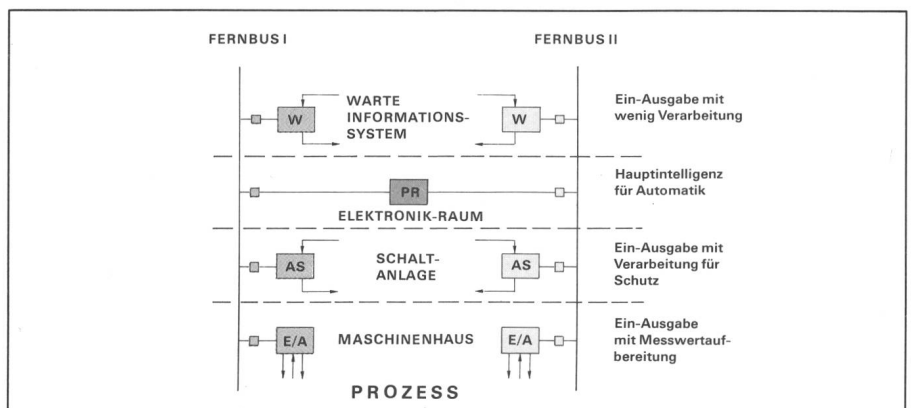 FERNBUS I
FERNBUS II
W
WARTE
INFORMATIONS-
SYSTEM
W
Ein-Ausgabe mit
wenig Verarbeitung
PR
ELEKTRONIK-RAUM
Hauptintelligenz
für Automatik
AS
SCHALT-
ANLAGE
AS
Ein-Ausgabe mit
Verarbeitung für
Schutz
E/A
MASCHINENHAUS
E/A
Ein-Ausgabe
mit Messwertauf-
bereitung
PROZESS